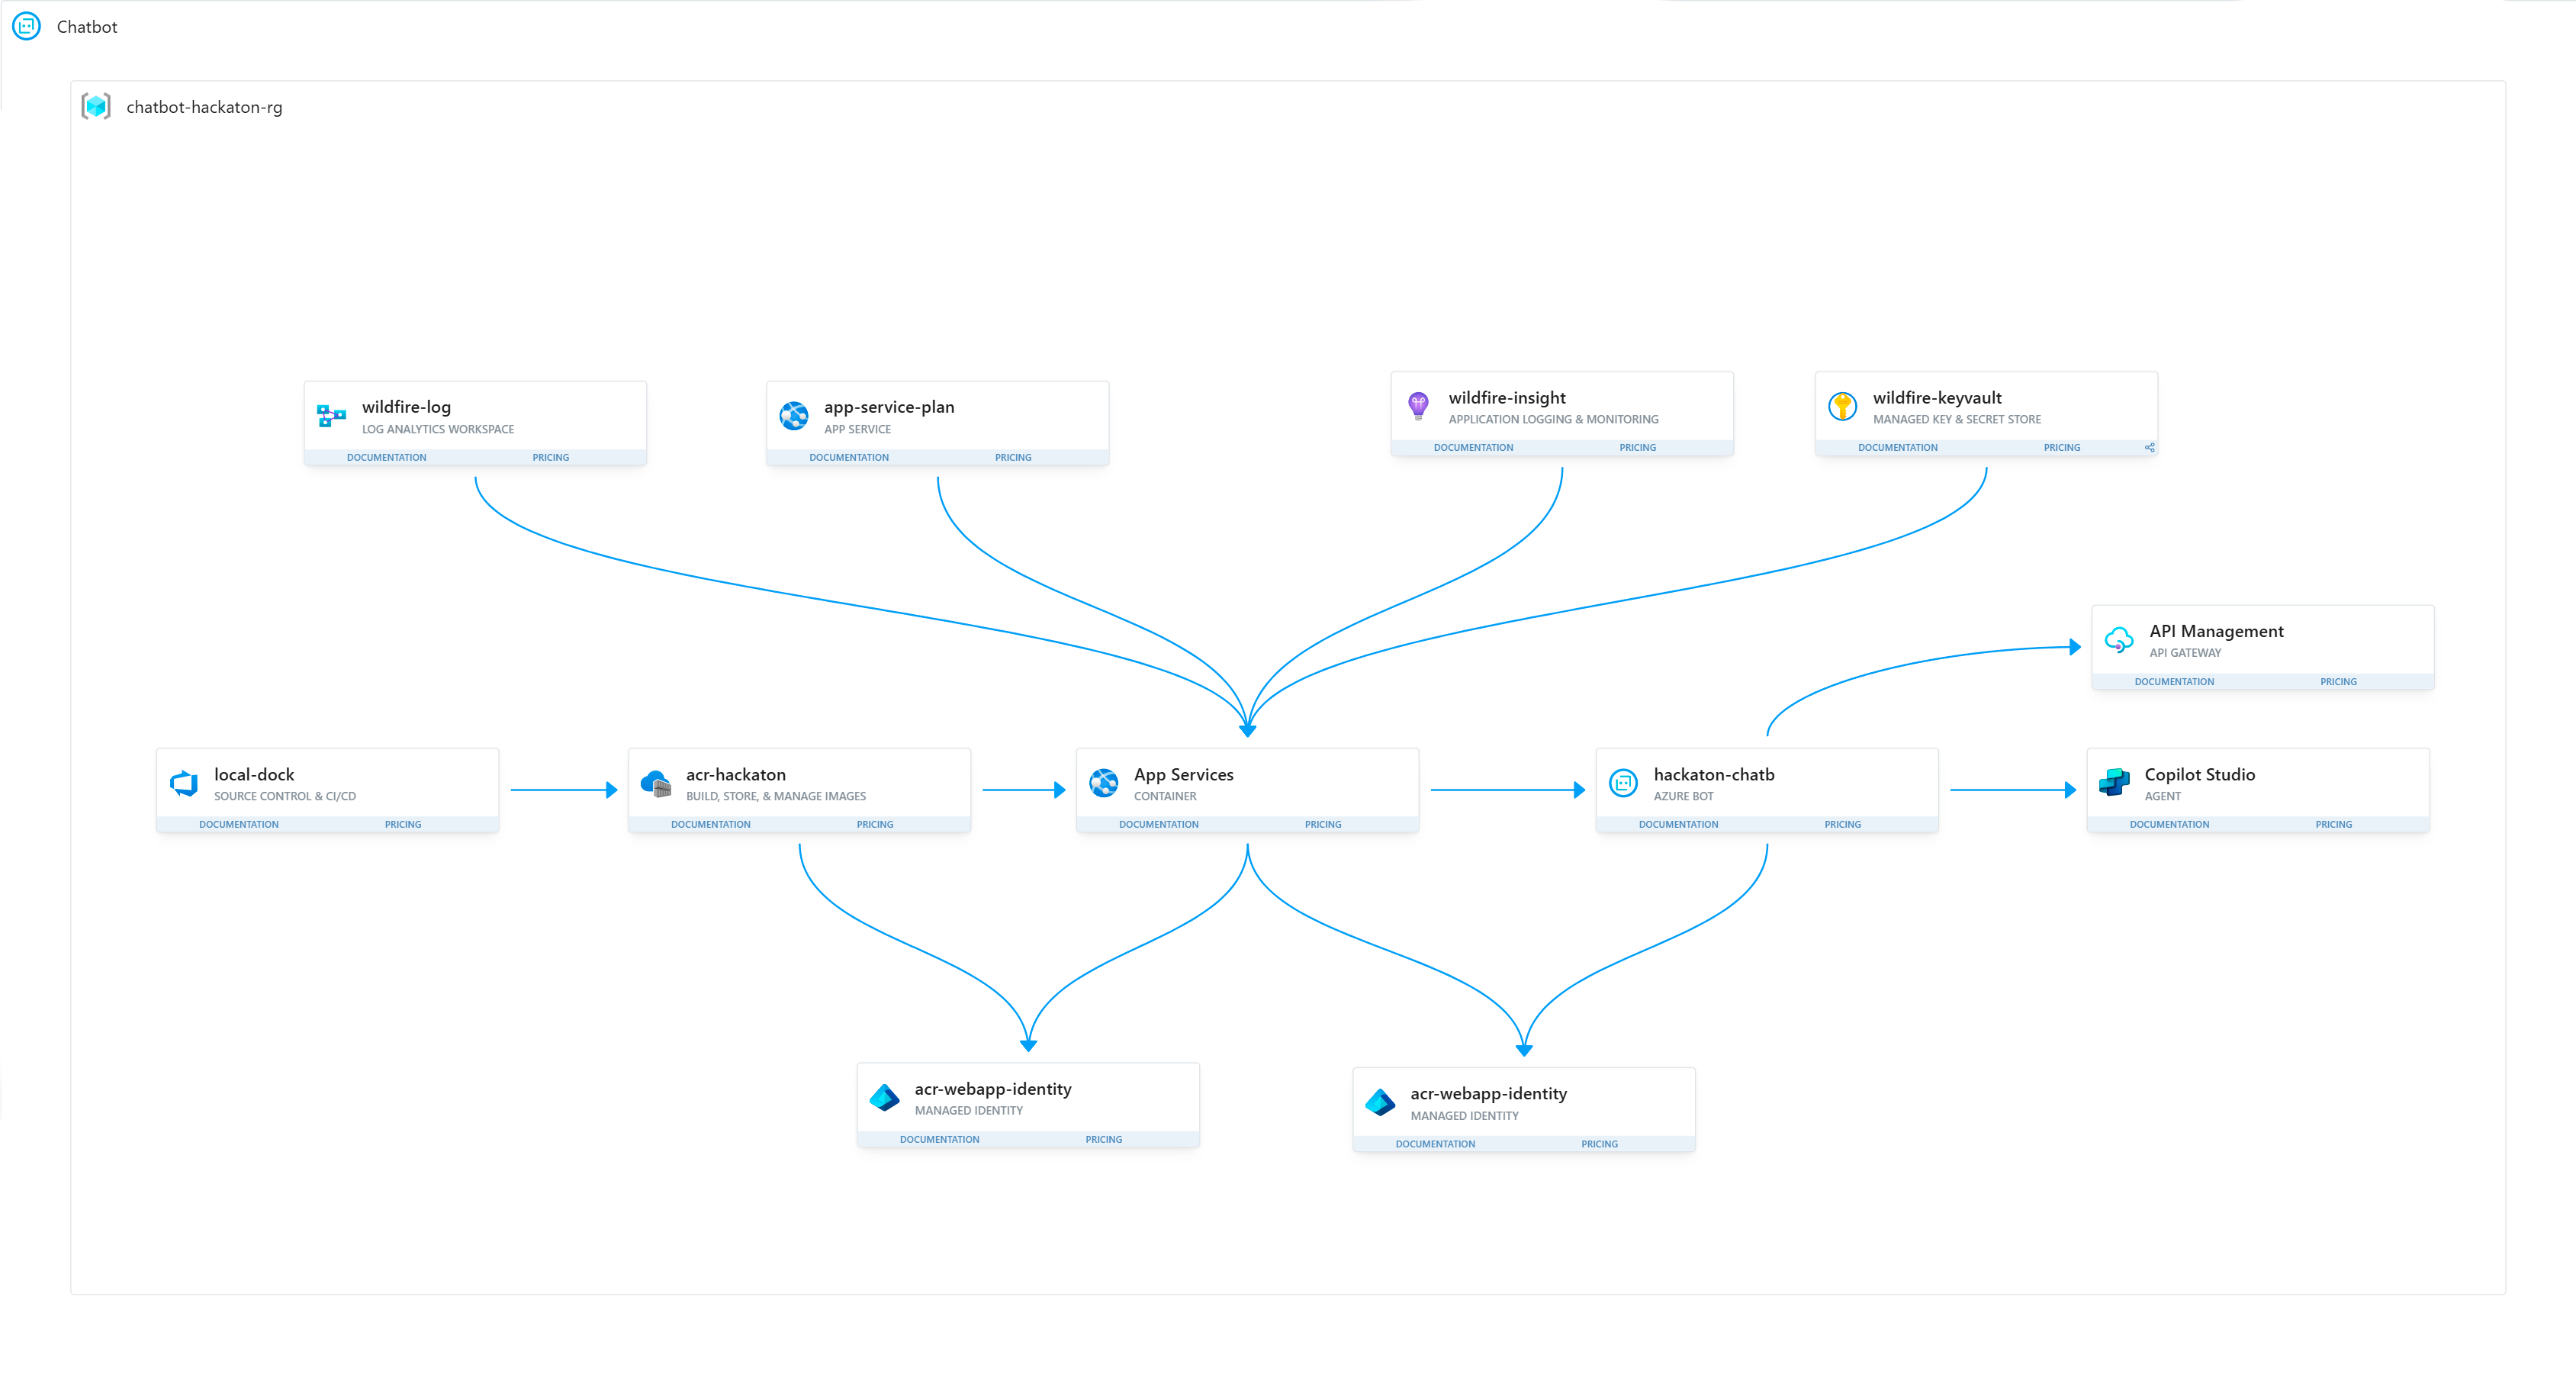 Chatbot
chatbot-hackaton-rg
wildfire-log
LOG ANALYTICS WORKSPACE
DOCUMENTATION PRICING
app-service-plan
APP SERVICE
DOCUMENTATION PRICING
wildfire-insight
APPLICATION LOGGING & MONITORING
DOCUMENTATION PRICING
wildfire-keyvault
MANAGED KEY & SECRET STORE
DOCUMENTATION PRICING
API Management
API GATEWAY
DOCUMENTATION PRICING
local-dock
SOURCE CONTROL & CI/CD
DOCUMENTATION PRICING
acr-hackaton
BUILD, STORE, & MANAGE IMAGES
DOCUMENTATION PRICING
App Services
CONTAINER
DOCUMENTATION PRICING
hackaton-chatb
AZURE BOT
DOCUMENTATION PRICING
Copilot Studio
AGENT
DOCUMENTATION PRICING
acr-webapp-identity
MANAGED IDENTITY
DOCUMENTATION PRICING
acr-webapp-identity
MANAGED IDENTITY
DOCUMENTATION PRICING